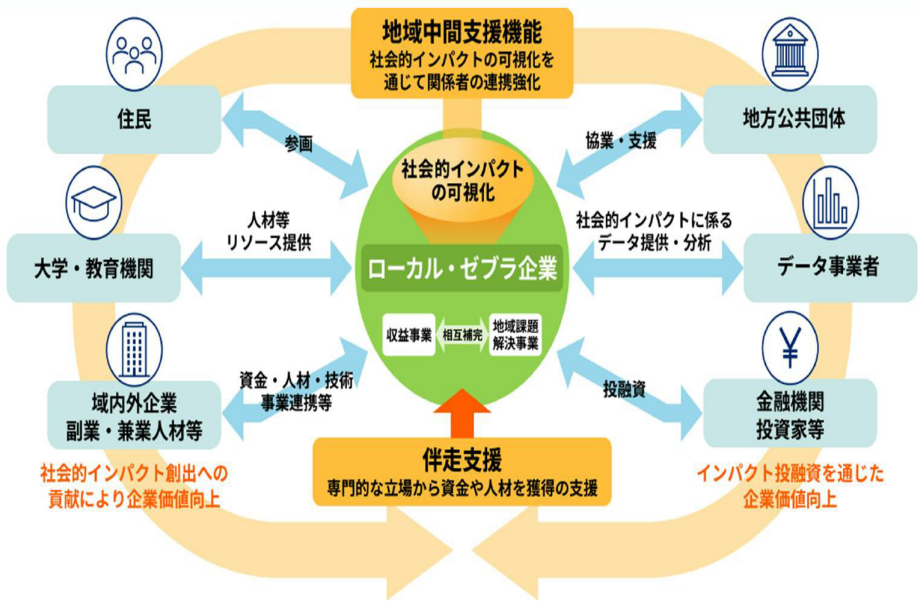 地域中間支援機能
社会的インパクトの可視化を
通じて関係者の連携強化
住民
参画
大学・教育機関
人材等
リソース提供
域内外企業
副業・兼業人材等
資金・人材・技術
事業連携等
社会的インパクト創出への
貢献により企業価値向上
社会的インパクト
の可視化
ローカル・ゼブラ企業
収益事業
相互補完
地域課題
解決事業
伴走支援
専門的な立場から資金や人材を獲得の支援
地方公共団体
協業・支援
データ事業者
社会的インパクトに係る
データ提供・分析
¥
金融機関
投資家等
投融資
インパクト投融資を通じた
企業価値向上